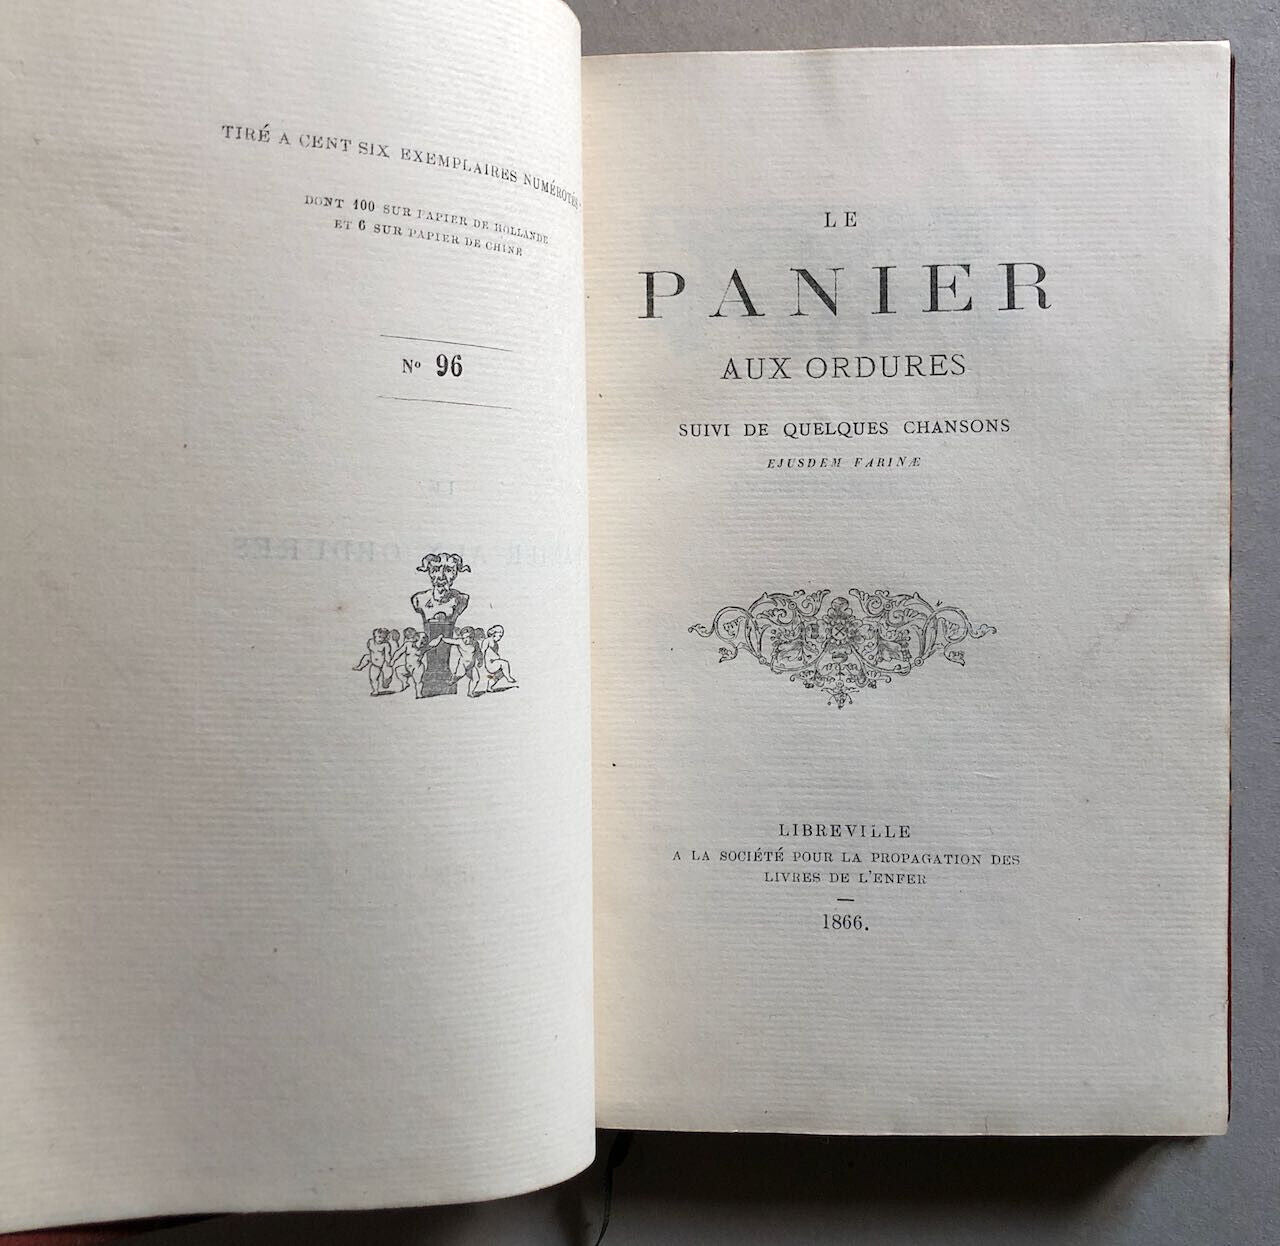 TIRÉ A CENT SIX EXEMPLAIRES NUMÉROTÉS
DONT 100 SUR PAPIER DE HOLLANDE
ET 6 SUR PAPIER DE CHINE
No 96
LE
PANIER
AUX ORDURES
SUIVI DE QUELQUES CHANSONS
EJUSDEM FARINÆ
LIBREVILLE
A LA SOCIÉTÉ POUR LA PROPAGATION DES
LIVRES DE L'ENFER
—
1866.